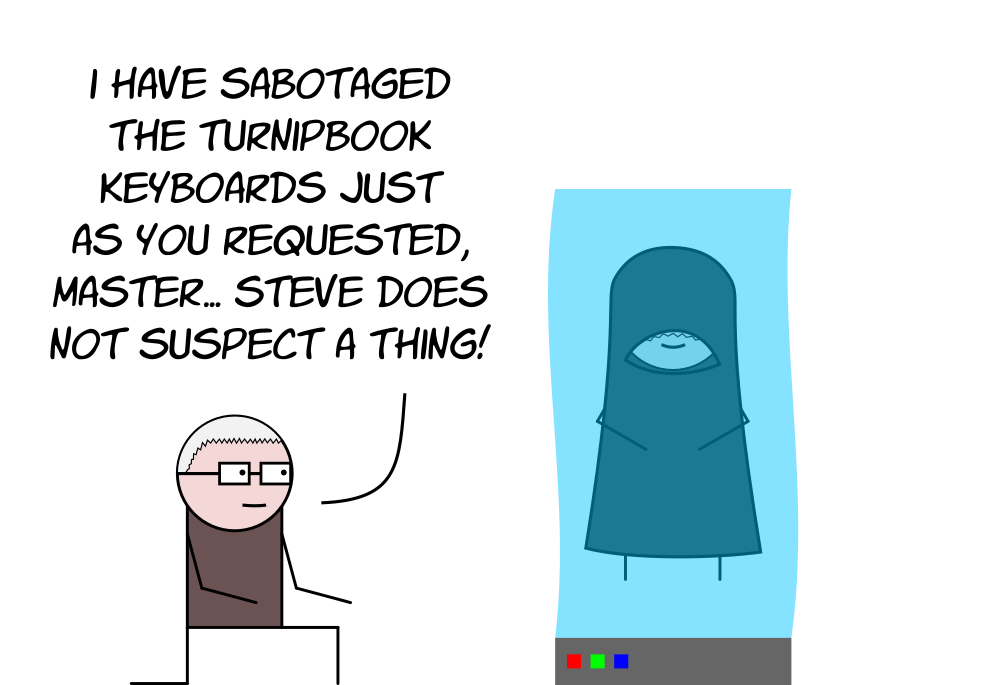 I HAVE SABOTAGED
THE TURNIPBOOK
KEYBOARDS JUST
AS YOU REQUESTED,
MASTER... STEVE DOES
NOT SUSPECT A THING!